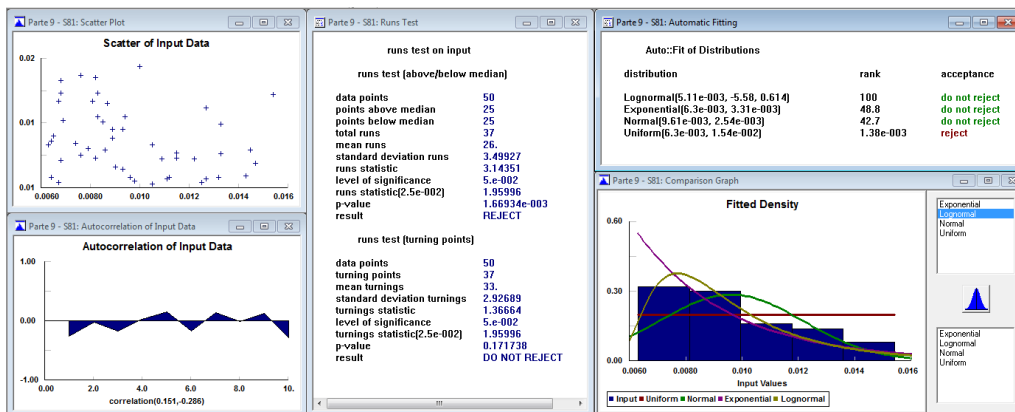 Parte 9 - S81: Scatter Plot
Scatter of Input Data
0.02
0.01
0.01
0.0060 0.0080 0.010 0.012 0.014 0.016
Parte 9 - S81: Autocorrelation of Input Data
Autocorrelation of Input Data
1.00
0.00
-1.00
0.00 2.0 4.0 6.0 8.0 10.
correlation(0.151,-0.286)
Parte 9 - S81: Runs Test
runs test on input
runs test (above/below median)
data points 50
points above median 25
points below median 25
total runs 37
mean runs 26.
standard deviation runs 3.49927
runs statistic 3.14351
level of significance 5.e-002
runs statistic(2.5e-002) 1.95996
p-value 1.66934e-003
result REJECT
runs test (turning points)
data points 50
turning points 37
mean turnings 33.
standard deviation turnings 2.92689
turnings statistic 1.36664
level of significance 5.e-002
turnings statistic(2.5e-002) 1.95996
p-value 0.171738
result DO NOT REJECT
Parte 9 - S81: Automatic Fitting
Auto::Fit of Distributions
distribution rank acceptance
Lognormal(5.11e-003, -5.58, 0.614) 100 do not reject
Exponential(6.3e-003, 3.31e-003) 48.8 do not reject
Normal(9.61e-003, 2.54e-003) 42.7 do not reject
Uniform(6.3e-003, 1.54e-002) 1.38e-003 reject
Parte 9 - S81: Comparison Graph
Fitted Density
0.60
0.30
0.00
0.0060 0.0080 0.010 0.012 0.014 0.016
Input Values
Input Uniform Normal Exponential Lognormal
Exponential
Lognormal
Normal
Uniform
Exponential
Lognormal
Normal
Uniform